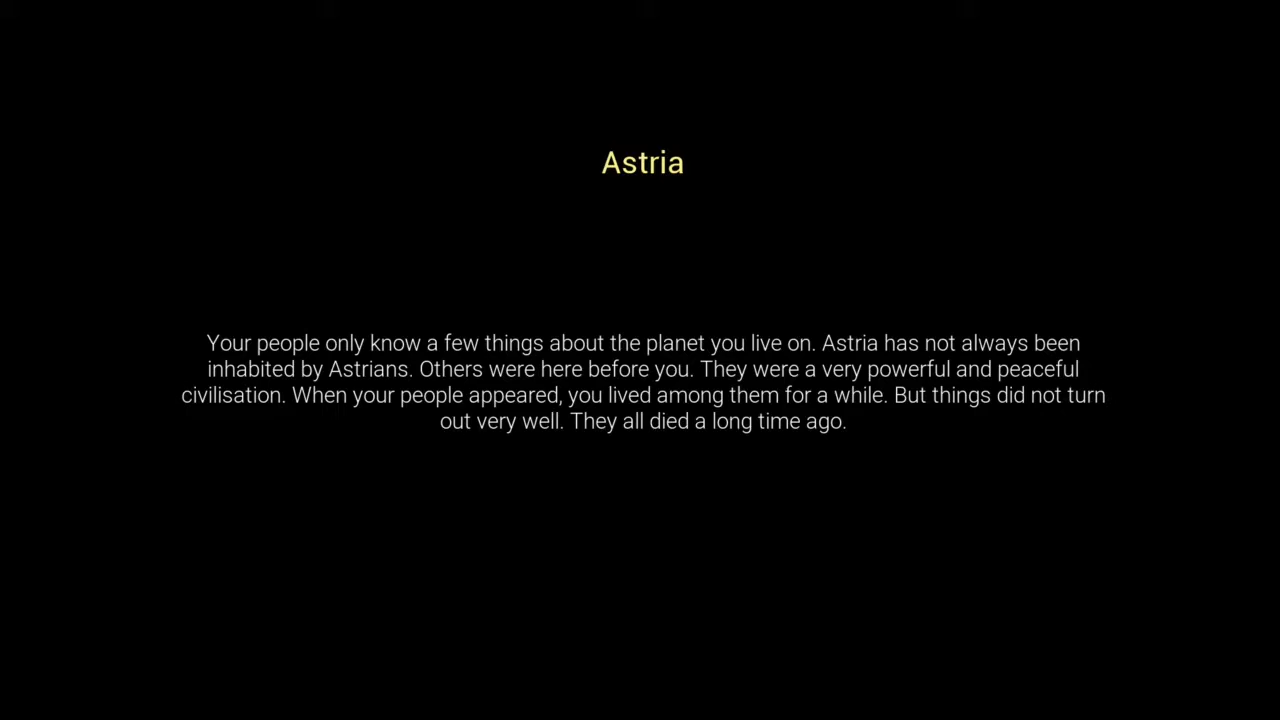 Astria
Your people only know a few things about the planet you live on. Astria has not always been
inhabited by Astrians. Others were here before you. They were a very powerful and peaceful
civilisation. When your people appeared, you lived among them for a while. But things did not turn
out very well. They all died a long time ago.